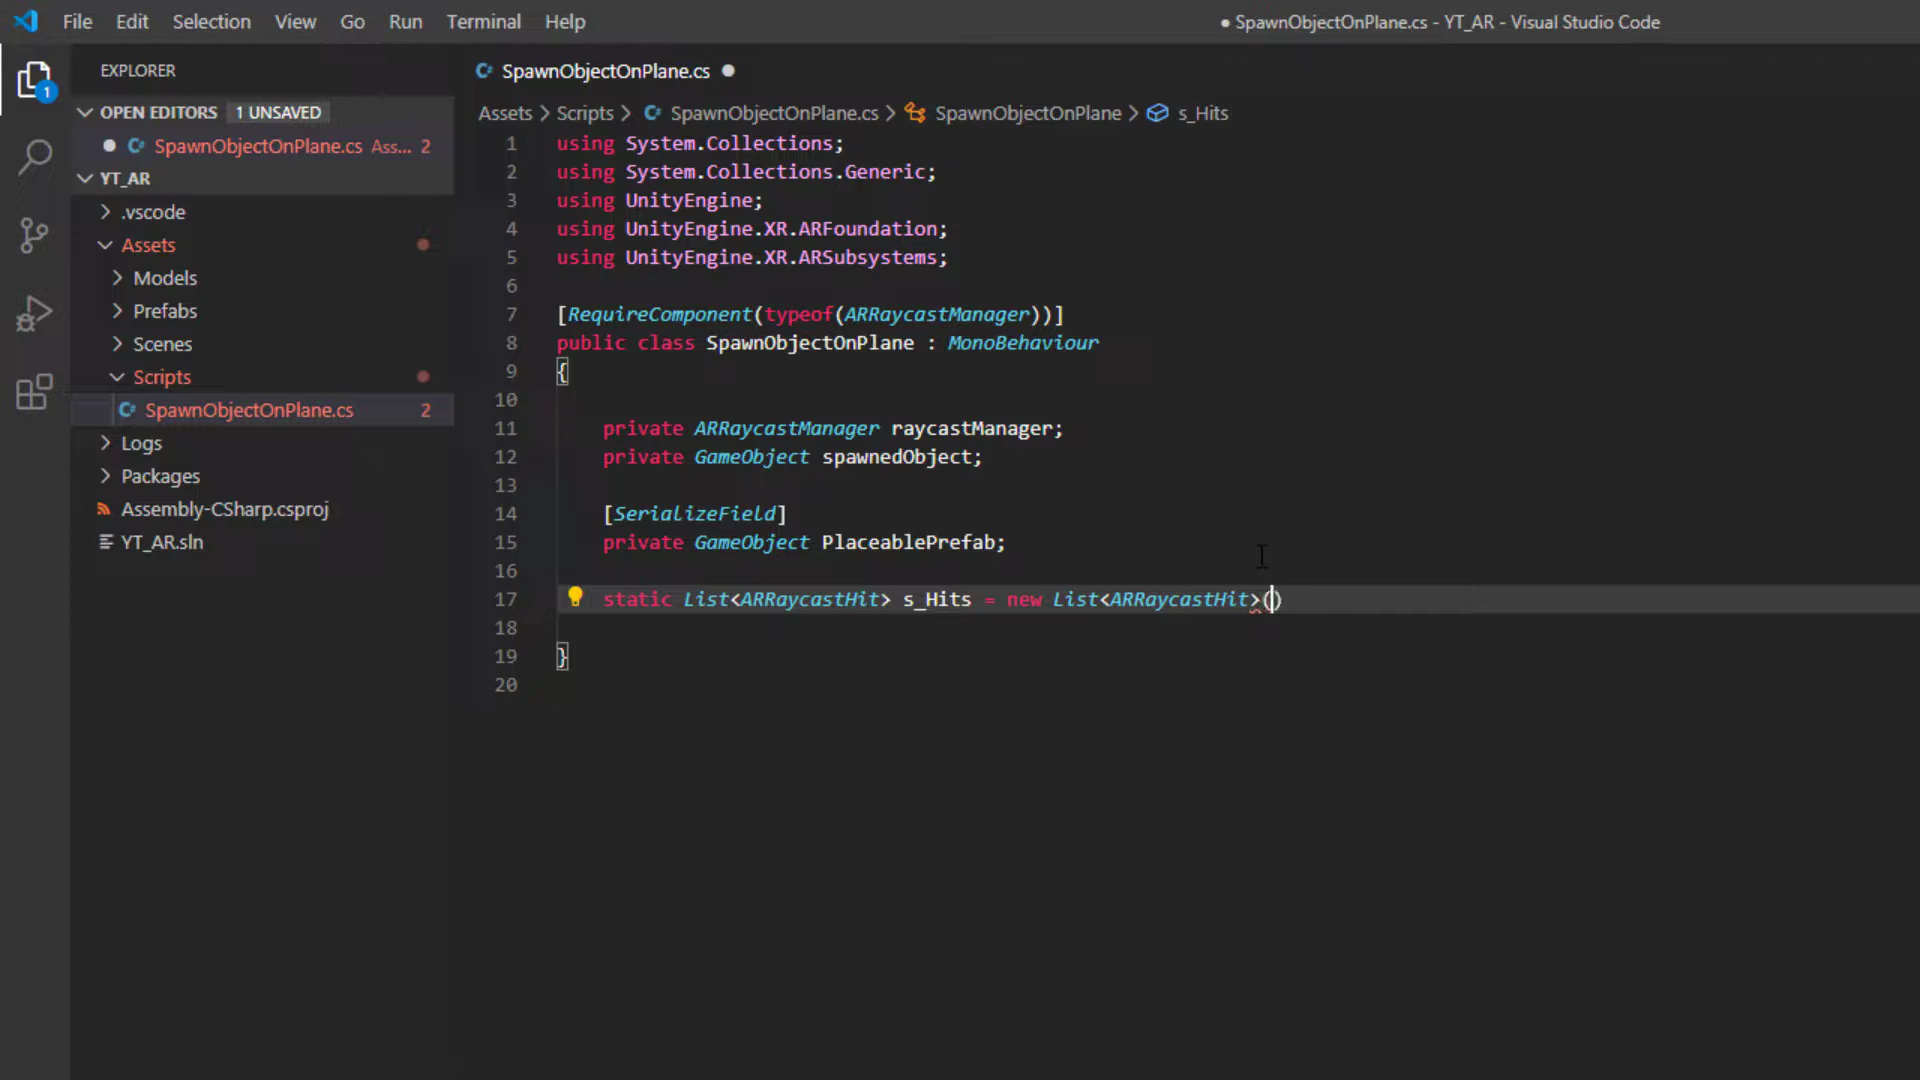 File Edit Selection View Go Run Terminal Help
● SpawnObjectOnPlane.cs - YT_AR - Visual Studio Code
EXPLORER
OPEN EDITORS 1 UNSAVED
SpawnObjectOnPlane.cs Ass... 2
YT_AR
.vscode
Assets
Models
Prefabs
Scenes
Scripts
SpawnObjectOnPlane.cs 2
Logs
Packages
Assembly-CSharp.csproj
YT_AR.sln
1
SpawnObjectOnPlane.cs
Assets > Scripts > SpawnObjectOnPlane.cs > SpawnObjectOnPlane > s_Hits
1 using System.Collections;
2 using System.Collections.Generic;
3 using UnityEngine;
4 using UnityEngine.XR.ARFoundation;
5 using UnityEngine.XR.ARSubsystems;
6
7 [RequireComponent(typeof(ARRaycastManager))]
8 public class SpawnObjectOnPlane : MonoBehaviour
9 {
10
11 private ARRaycastManager raycastManager;
12 private GameObject spawnedObject;
13
14 [SerializeField]
15 private GameObject PlaceablePrefab;
16
17 static List<ARRaycastHit> s_Hits = new List<ARRaycastHit>()
18
19 }
20